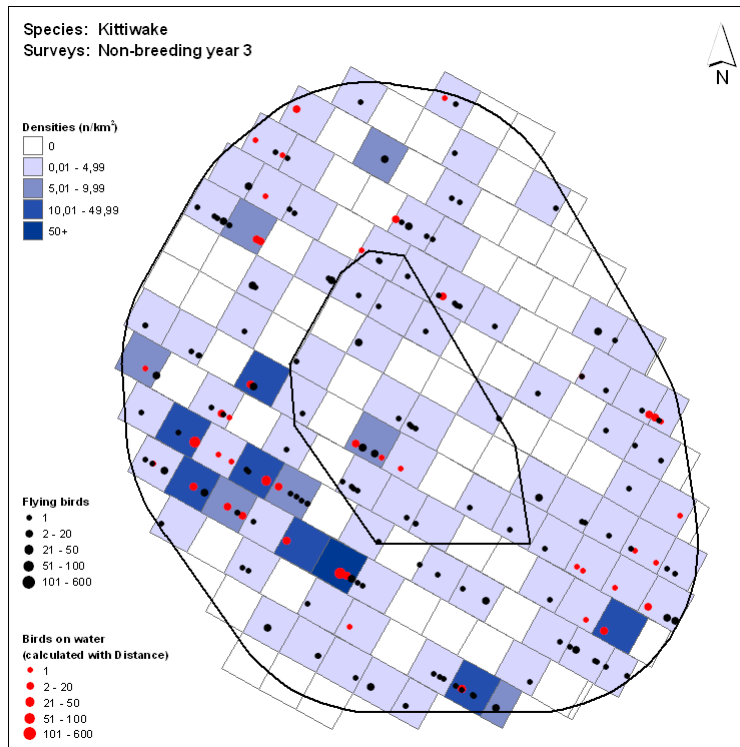 Species: Kittiwake
Surveys: Non-breeding year 3
N
Densities (n/km²)
0
0,01 - 4,99
5,01 - 9,99
10,01 - 49,99
50+
Flying birds
1
2 - 20
21 - 50
51 - 100
101 - 600
Birds on water
(calculated with Distance)
1
2 - 20
21 - 50
51 - 100
101 - 600